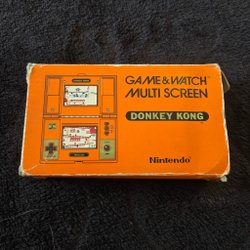 GAME&WATCH
MULTI SCREEN
DONKEY KONG
Nintendo